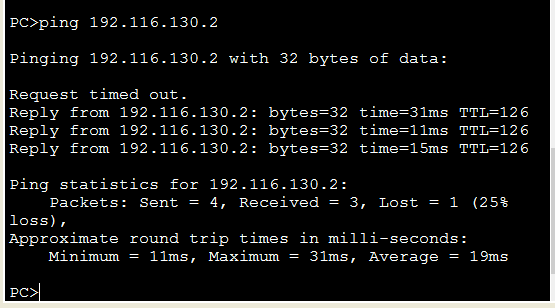 PC>ping 192.116.130.2
Pinging 192.116.130.2 with 32 bytes of data:
Request timed out.
Reply from 192.116.130.2: bytes=32 time=31ms TTL=126
Reply from 192.116.130.2: bytes=32 time=11ms TTL=126
Reply from 192.116.130.2: bytes=32 time=15ms TTL=126
Ping statistics for 192.116.130.2:
Packets: Sent = 4, Received = 3, Lost = 1 (25%
loss),
Approximate round trip times in milli-seconds:
Minimum = 11ms, Maximum = 31ms, Average = 19ms
PC>